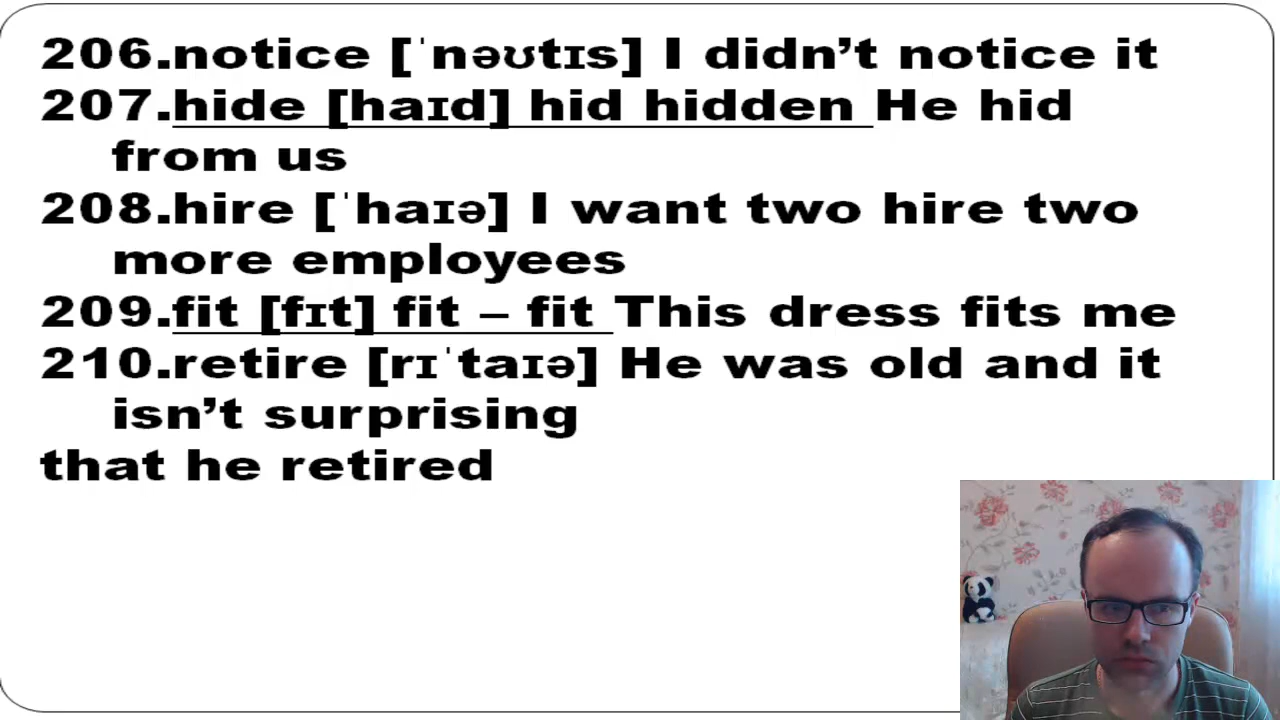 206.notice [ˈnəʊtɪs] I didn’t notice it
207.hide [haɪd] hid hidden He hid
from us
208.hire [ˈhaɪə] I want two hire two
more employees
209.fit [fɪt] fit – fit This dress fits me
210.retire [rɪˈtaɪə] He was old and it
isn’t surprising
that he retired